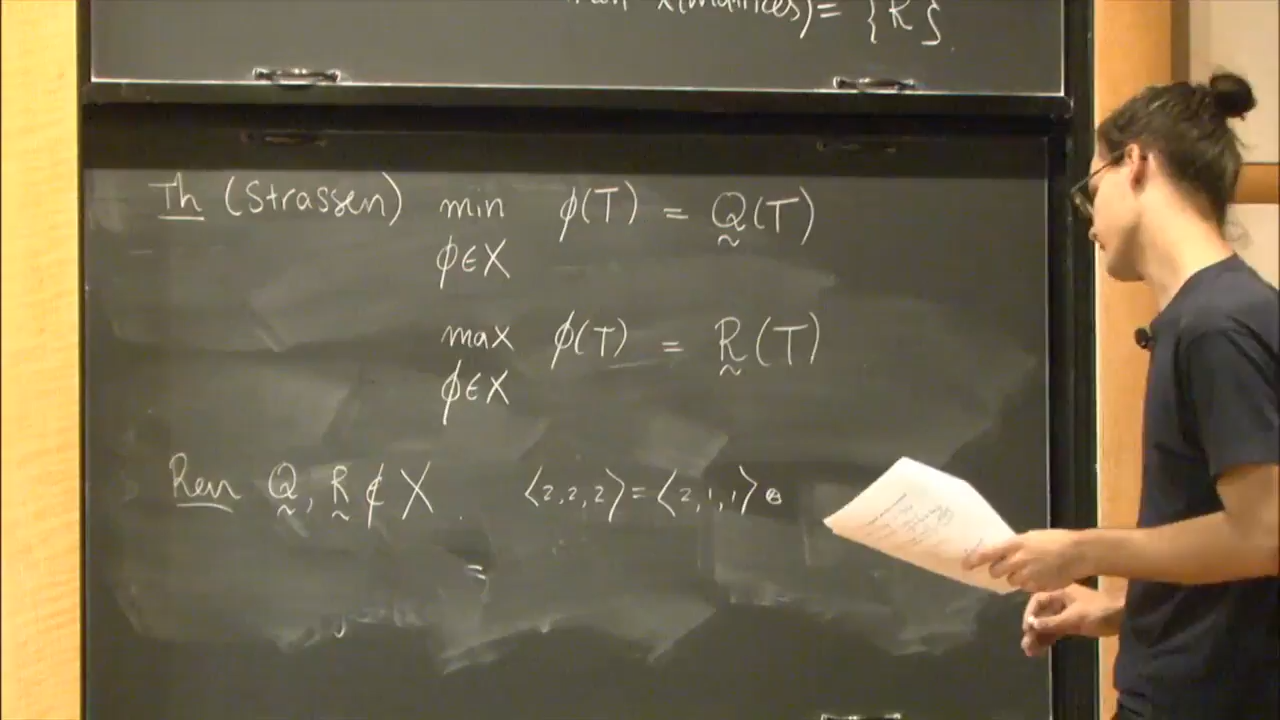 x(matrices) = {R}
Th (Strassen) min ϕ(T) = Q̰(T)
ϕ∈X
max ϕ(T) = R̰(T)
ϕ∈X
Rem Q̰, R̰ ∉ X. ⟨2,2,2⟩ = ⟨2,1,1⟩ ⊗